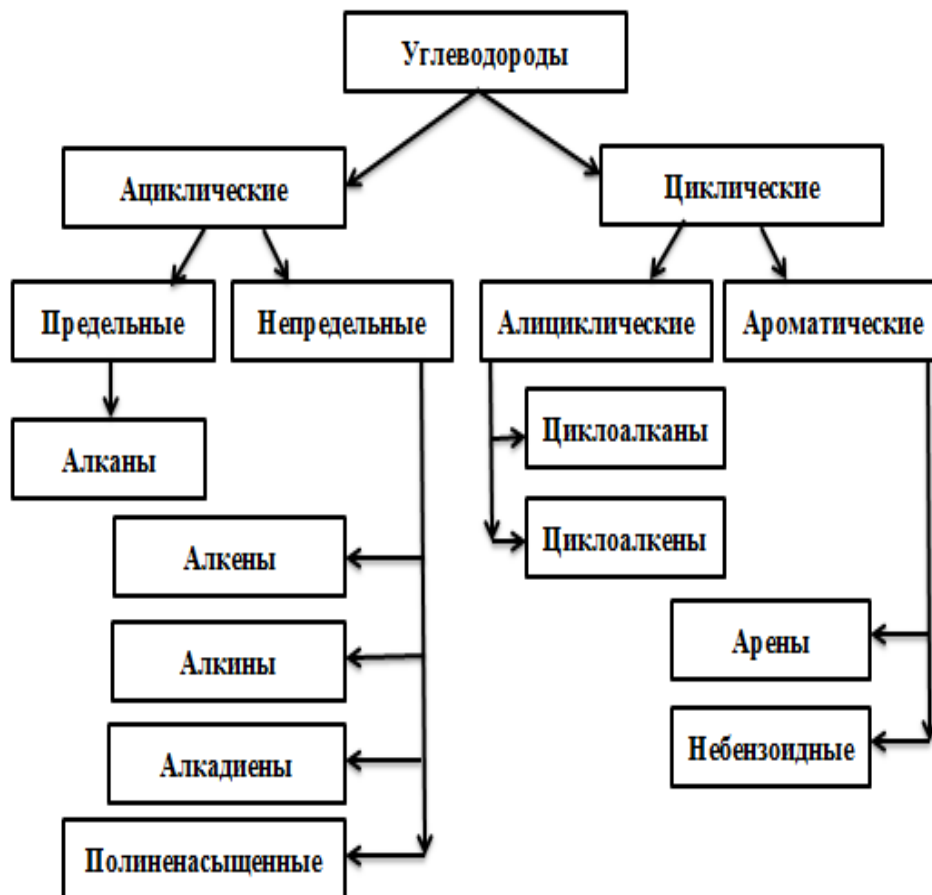 Углеводороды
Ациклические
Циклические
Предельные
Непредельные
Алициклические
Ароматические
Алканы
Циклоалканы
Циклоалкены
Алкены
Алкины
Алкадиены
Полиненасыщенные
Арены
Небензоидные